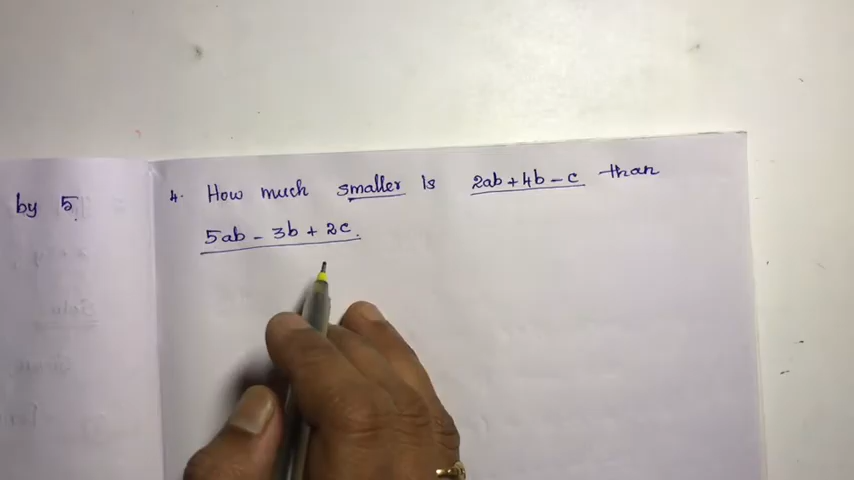 by 5.
4. How much smaller is 2ab + 4b - c than
5ab - 3b + 2c.